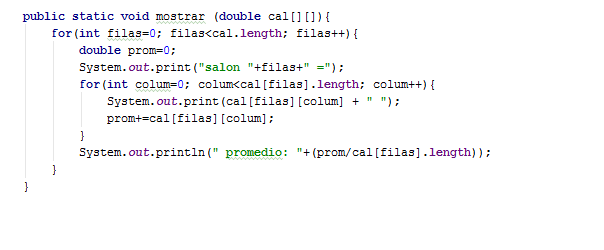 public static void mostrar (double cal[][]){
for(int filas=0; filas<cal.length; filas++){
double prom=0;
System.out.print("salon "+filas+" =");
for(int colum=0; colum<cal[filas].length; colum++){
System.out.print(cal[filas][colum] + " ");
prom+=cal[filas][colum];
}
System.out.println(" promedio: "+(prom/cal[filas].length));
}
}